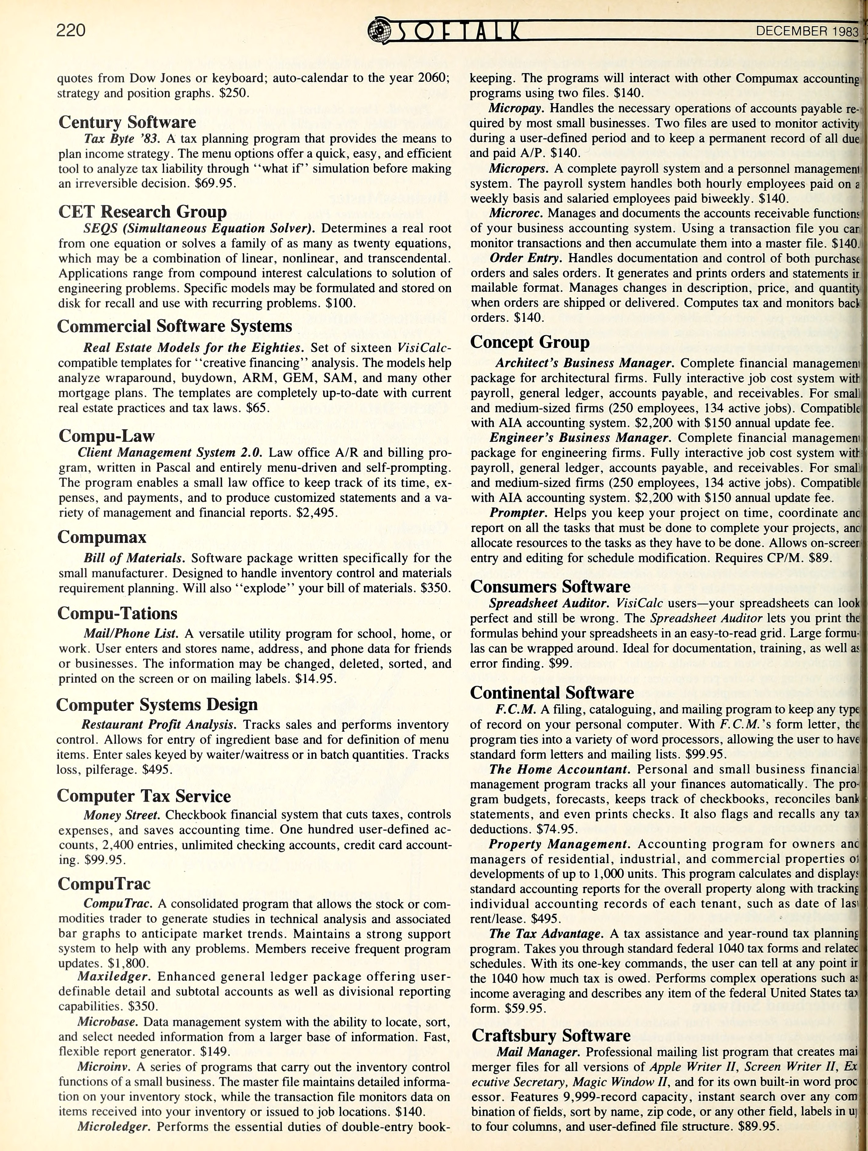 220
SOFTALK
DECEMBER 1983
quotes from Dow Jones or keyboard; auto-calendar to the year 2060;
strategy and position graphs. $250.
Century Software
Tax Byte '83. A tax planning program that provides the means to
plan income strategy. The menu options offer a quick, easy, and efficient
tool to analyze tax liability through "what if" simulation before making
an irreversible decision. $69.95.
CET Research Group
SEQS (Simultaneous Equation Solver). Determines a real root
from one equation or solves a family of as many as twenty equations,
which may be a combination of linear, nonlinear, and transcendental.
Applications range from compound interest calculations to solution of
engineering problems. Specific models may be formulated and stored on
disk for recall and use with recurring problems. $100.
Commercial Software Systems
Real Estate Models for the Eighties. Set of sixteen VisiCalc-
compatible templates for "creative financing" analysis. The models help
analyze wraparound, buydown, ARM, GEM, SAM, and many other
mortgage plans. The templates are completely up-to-date with current
real estate practices and tax laws. $65.
Compu-Law
Client Management System 2.0. Law office A/R and billing pro-
gram, written in Pascal and entirely menu-driven and self-prompting.
The program enables a small law office to keep track of its time, ex-
penses, and payments, and to produce customized statements and a va-
riety of management and financial reports. $2,495.
Compumax
Bill of Materials. Software package written specifically for the
small manufacturer. Designed to handle inventory control and materials
requirement planning. Will also "explode" your bill of materials. $350.
Compu-Tations
Mail/Phone List. A versatile utility program for school, home, or
work. User enters and stores name, address, and phone data for friends
or businesses. The information may be changed, deleted, sorted, and
printed on the screen or on mailing labels. $14.95.
Computer Systems Design
Restaurant Profit Analysis. Tracks sales and performs inventory
control. Allows for entry of ingredient base and for definition of menu
items. Enter sales keyed by waiter/waitress or in batch quantities. Tracks
loss, pilferage. $495.
Computer Tax Service
Money Street. Checkbook financial system that cuts taxes, controls
expenses, and saves accounting time. One hundred user-defined ac-
counts, 2,400 entries, unlimited checking accounts, credit card account-
ing. $99.95.
CompuTrac
CompuTrac. A consolidated program that allows the stock or com-
modities trader to generate studies in technical analysis and associated
bar graphs to anticipate market trends. Maintains a strong support
system to help with any problems. Members receive frequent program
updates. $1,800.
Maxiledger. Enhanced general ledger package offering user-
definable detail and subtotal accounts as well as divisional reporting
capabilities. $350.
Microbase. Data management system with the ability to locate, sort,
and select needed information from a larger base of information. Fast,
flexible report generator. $149.
Microinv. A series of programs that carry out the inventory control
functions of a small business. The master file maintains detailed informa-
tion on your inventory stock, while the transaction file monitors data on
items received into your inventory or issued to job locations. $140.
Microledger. Performs the essential duties of double-entry book-
keeping. The programs will interact with other Compumax accounting
programs using two files. $140.
Micropay. Handles the necessary operations of accounts payable re-
quired by most small businesses. Two files are used to monitor activity
during a user-defined period and to keep a permanent record of all due
and paid A/P. $140.
Micropers. A complete payroll system and a personnel management
system. The payroll system handles both hourly employees paid on a
weekly basis and salaried employees paid biweekly. $140.
Microrec. Manages and documents the accounts receivable functions
of your business accounting system. Using a transaction file you can
monitor transactions and then accumulate them into a master file. $140.
Order Entry. Handles documentation and control of both purchase
orders and sales orders. It generates and prints orders and statements in
mailable format. Manages changes in description, price, and quantity
when orders are shipped or delivered. Computes tax and monitors back
orders. $140.
Concept Group
Architect's Business Manager. Complete financial management
package for architectural firms. Fully interactive job cost system with
payroll, general ledger, accounts payable, and receivables. For small
and medium-sized firms (250 employees, 134 active jobs). Compatible
with AIA accounting system. $2,200 with $150 annual update fee.
Engineer's Business Manager. Complete financial management
package for engineering firms. Fully interactive job cost system with
payroll, general ledger, accounts payable, and receivables. For small
and medium-sized firms (250 employees, 134 active jobs). Compatible
with AIA accounting system. $2,200 with $150 annual update fee.
Prompter. Helps you keep your project on time, coordinate and
report on all the tasks that must be done to complete your projects, and
allocate resources to the tasks as they have to be done. Allows on-screen
entry and editing for schedule modification. Requires CP/M. $89.
Consumers Software
Spreadsheet Auditor. VisiCalc users—your spreadsheets can look
perfect and still be wrong. The Spreadsheet Auditor lets you print the
formulas behind your spreadsheets in an easy-to-read grid. Large formu-
las can be wrapped around. Ideal for documentation, training, as well as
error finding. $99.
Continental Software
F.C.M. A filing, cataloguing, and mailing program to keep any type
of record on your personal computer. With F.C.M.'s form letter, the
program ties into a variety of word processors, allowing the user to have
standard form letters and mailing lists. $99.95.
The Home Accountant. Personal and small business financial
management program tracks all your finances automatically. The pro-
gram budgets, forecasts, keeps track of checkbooks, reconciles bank
statements, and even prints checks. It also flags and recalls any tax
deductions. $74.95.
Property Management. Accounting program for owners and
managers of residential, industrial, and commercial properties or
developments of up to 1,000 units. This program calculates and displays
standard accounting reports for the overall property along with tracking
individual accounting records of each tenant, such as date of last
rent/lease. $495.
The Tax Advantage. A tax assistance and year-round tax planning
program. Takes you through standard federal 1040 tax forms and related
schedules. With its one-key commands, the user can tell at any point in
the 1040 how much tax is owed. Performs complex operations such as
income averaging and describes any item of the federal United States tax
form. $59.95.
Craftsbury Software
Mail Manager. Professional mailing list program that creates mai
merger files for all versions of Apple Writer II, Screen Writer II, Ex
ecutive Secretary, Magic Window II, and for its own built-in word proc
essor. Features 9,999-record capacity, instant search over any com
bination of fields, sort by name, zip code, or any other field, labels in u
to four columns, and user-defined file structure. $89.95.